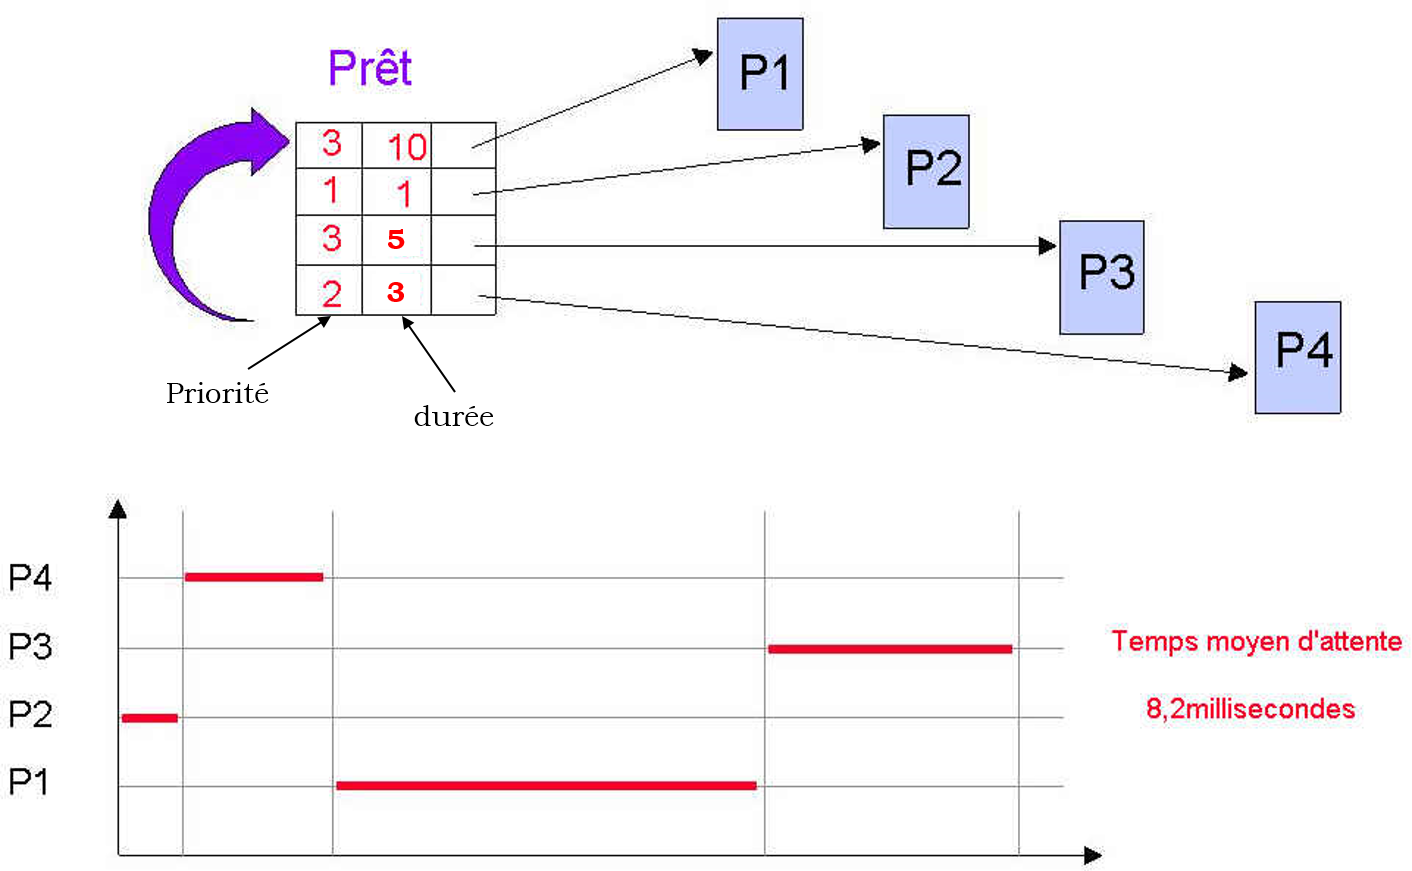 Prêt
P1
3 10
1 1
P2
3 5
P3
2 3
P4
Priorité
durée
P4
P3
Temps moyen d'attente
P2
8,2millisecondes
P1